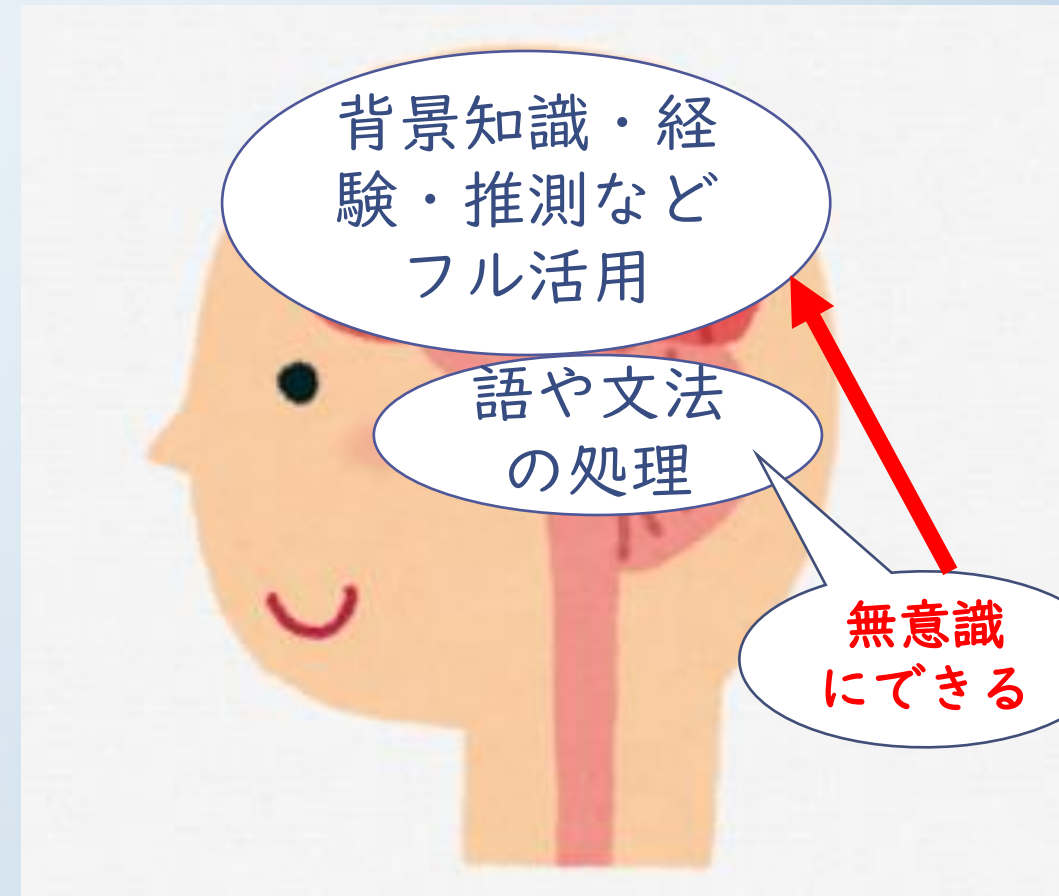 背景知識・経
験・推測など
フル活用
語や文法
の処理
無意識
にできる